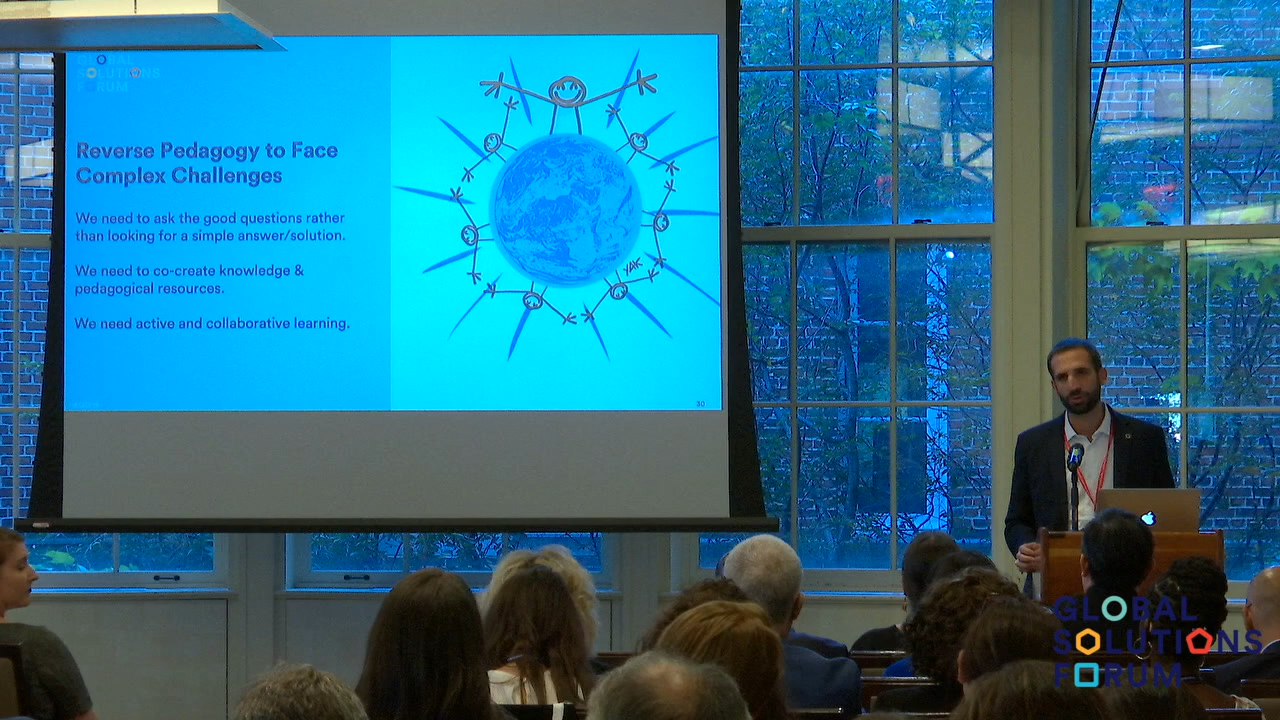 GLOBAL
SOLUTIONS
FORUM
Reverse Pedagogy to Face
Complex Challenges
We need to ask the good questions rather
than looking for a simple answer/solution.
We need to co-create knowledge &
pedagogical resources.
We need active and collaborative learning.
YAK
30
GLOBAL
SOLUTIONS
FORUM